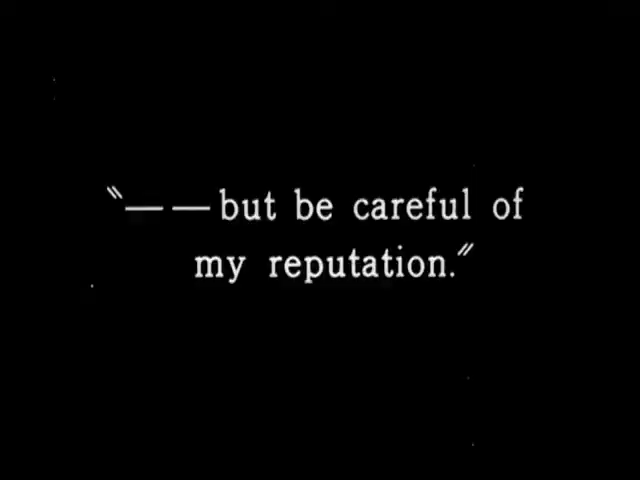 "— —but be careful of
my reputation."